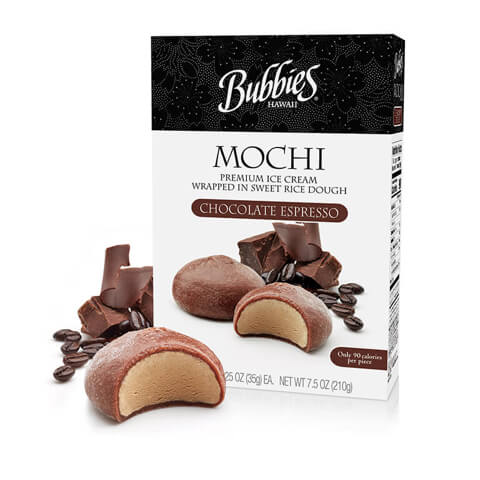 Bubbies®
HAWAII
MOCHI
PREMIUM ICE CREAM
WRAPPED IN SWEET RICE DOUGH
CHOCOLATE ESPRESSO
Only 90 calories
per piece
25 OZ (35g) EA. NET WT 7.5 OZ (210g)